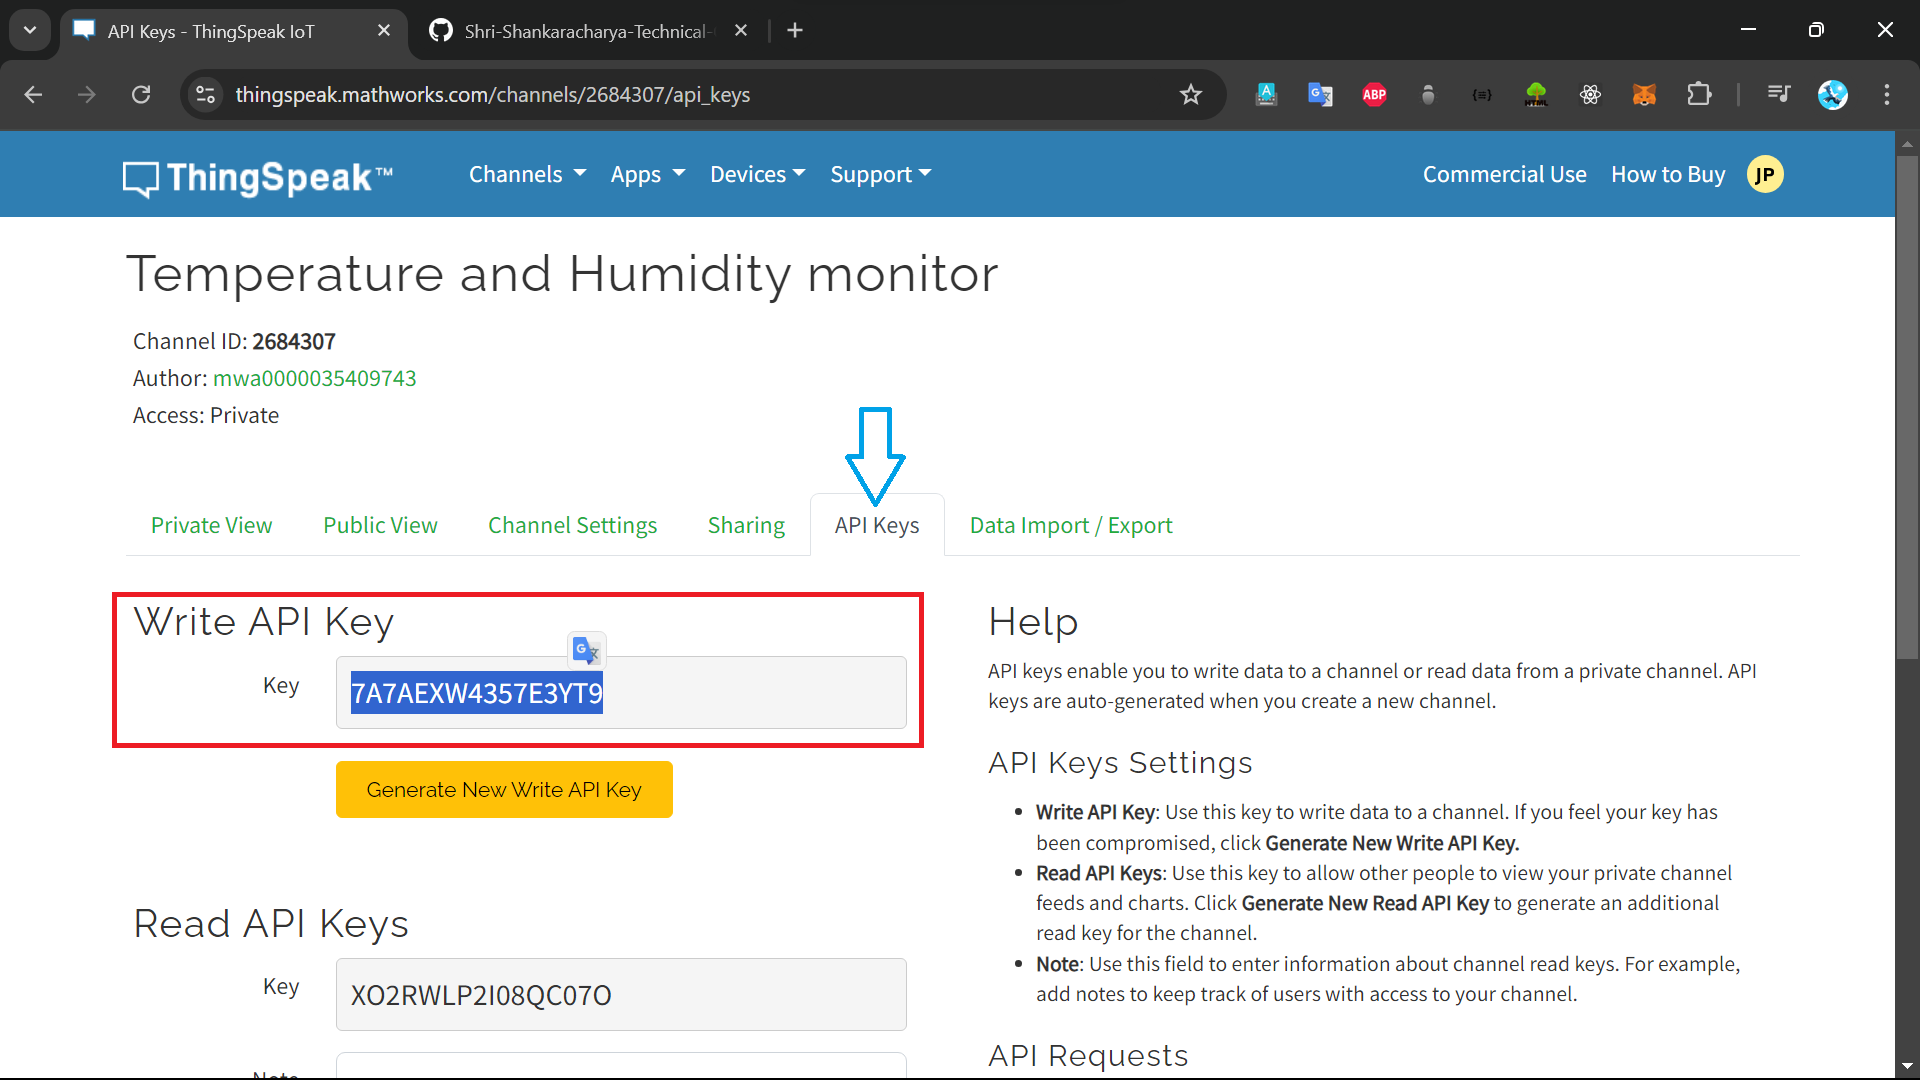 API Keys - ThingSpeak IoT
Shri-Shankaracharya-Technical-
thingspeak.mathworks.com/channels/2684307/api_keys
ABP
HTML
ThingSpeak™
Channels
Apps
Devices
Support
Commercial Use
How to Buy
JP
Temperature and Humidity monitor
Channel ID: 2684307
Author: mwa0000035409743
Access: Private
Private View
Public View
Channel Settings
Sharing
API Keys
Data Import / Export
Write API Key
Key
7A7AEXW4357E3YT9
Generate New Write API Key
Read API Keys
Key
XO2RWLP2I08QC07O
Note
Help
API keys enable you to write data to a channel or read data from a private channel. API
keys are auto-generated when you create a new channel.
API Keys Settings
Write API Key: Use this key to write data to a channel. If you feel your key has
been compromised, click Generate New Write API Key.
Read API Keys: Use this key to allow other people to view your private channel
feeds and charts. Click Generate New Read API Key to generate an additional
read key for the channel.
Note: Use this field to enter information about channel read keys. For example,
add notes to keep track of users with access to your channel.
API Requests